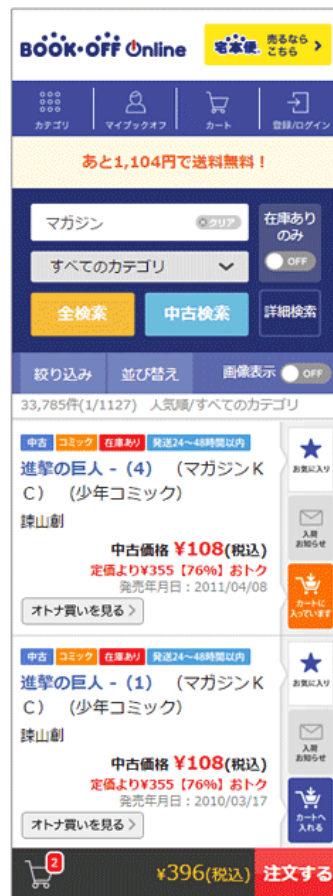 BOOK・OFF Online
宅本便 売るなら
こちら
カテゴリ マイブックオフ カート 登録/ログイン
あと1,104円で送料無料！
マガジン クリア
在庫あり
のみ
すべてのカテゴリ OFF
全検索 中古検索 詳細検索
絞り込み 並び替え 画像表示 OFF
33,785件(1/1127) 人気順/すべてのカテゴリ
中古 コミック 在庫あり 発送24～48時間以内
進撃の巨人 -（4） （マガジンK
C） （少年コミック）
諫山創
中古価格 ¥108(税込)
定価より¥355【76%】おトク
発売年月日：2011/04/08
オトナ買いを見る
お気に入り
入荷
お知らせ
カートに
入っています
中古 コミック 在庫あり 発送24～48時間以内
進撃の巨人 -（1） （マガジンK
C） （少年コミック）
諫山創
中古価格 ¥108(税込)
定価より¥355【76%】おトク
発売年月日：2010/03/17
オトナ買いを見る
お気に入り
入荷
お知らせ
カートへ
入れる
2 ¥396(税込) 注文する